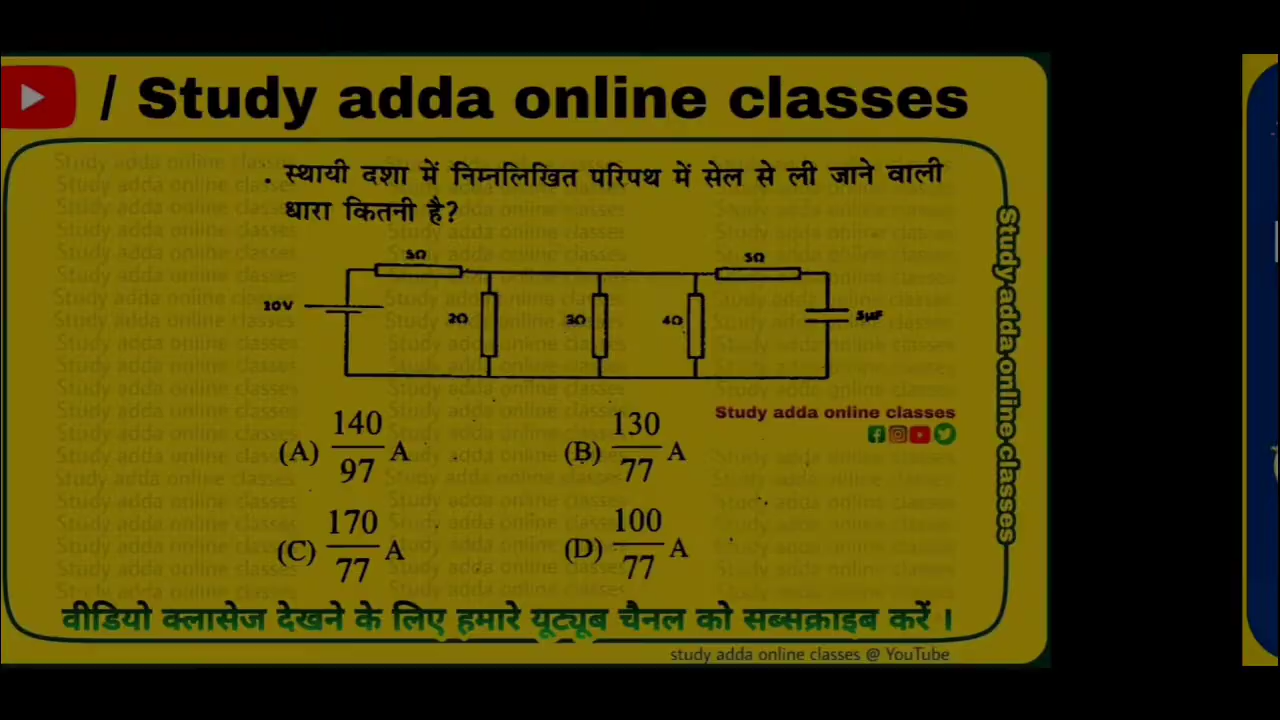 / Study adda online classes
. स्थायी दशा में निम्नलिखित परिपथ में सेल से ली जाने वाली
धारा कितनी है?
5Ω
5Ω
10V
2Ω
3Ω
4Ω
5μF
Study adda online classes
(A) 140/97 A
(B) 130/77 A
(C) 170/77 A
(D) 100/77 A
वीडियो क्लासेज देखने के लिए हमारे यूट्यूब चैनल को सब्सक्राइब करें ।
study adda online classes @ YouTube
Study adda online classes